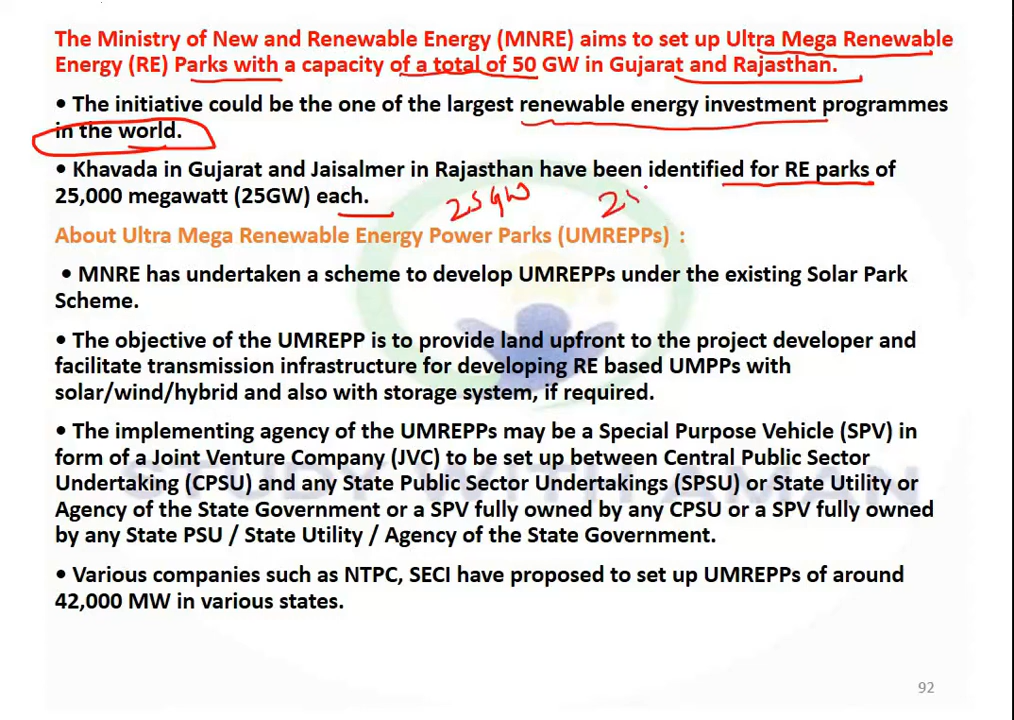 The Ministry of New and Renewable Energy (MNRE) aims to set up Ultra Mega Renewable
Energy (RE) Parks with a capacity of a total of 50 GW in Gujarat and Rajasthan.
• The initiative could be the one of the largest renewable energy investment programmes
in the world.
• Khavada in Gujarat and Jaisalmer in Rajasthan have been identified for RE parks of
25,000 megawatt (25GW) each.
25GW
About Ultra Mega Renewable Energy Power Parks (UMREPPs) :
• MNRE has undertaken a scheme to develop UMREPPs under the existing Solar Park
Scheme.
• The objective of the UMREPP is to provide land upfront to the project developer and
facilitate transmission infrastructure for developing RE based UMPPs with
solar/wind/hybrid and also with storage system, if required.
• The implementing agency of the UMREPPs may be a Special Purpose Vehicle (SPV) in
form of a Joint Venture Company (JVC) to be set up between Central Public Sector
STUDY WITH AMAN
Undertaking (CPSU) and any State Public Sector Undertakings (SPSU) or State Utility or
Agency of the State Government or a SPV fully owned by any CPSU or a SPV fully owned
by any State PSU / State Utility / Agency of the State Government.
• Various companies such as NTPC, SECI have proposed to set up UMREPPs of around
42,000 MW in various states.
92